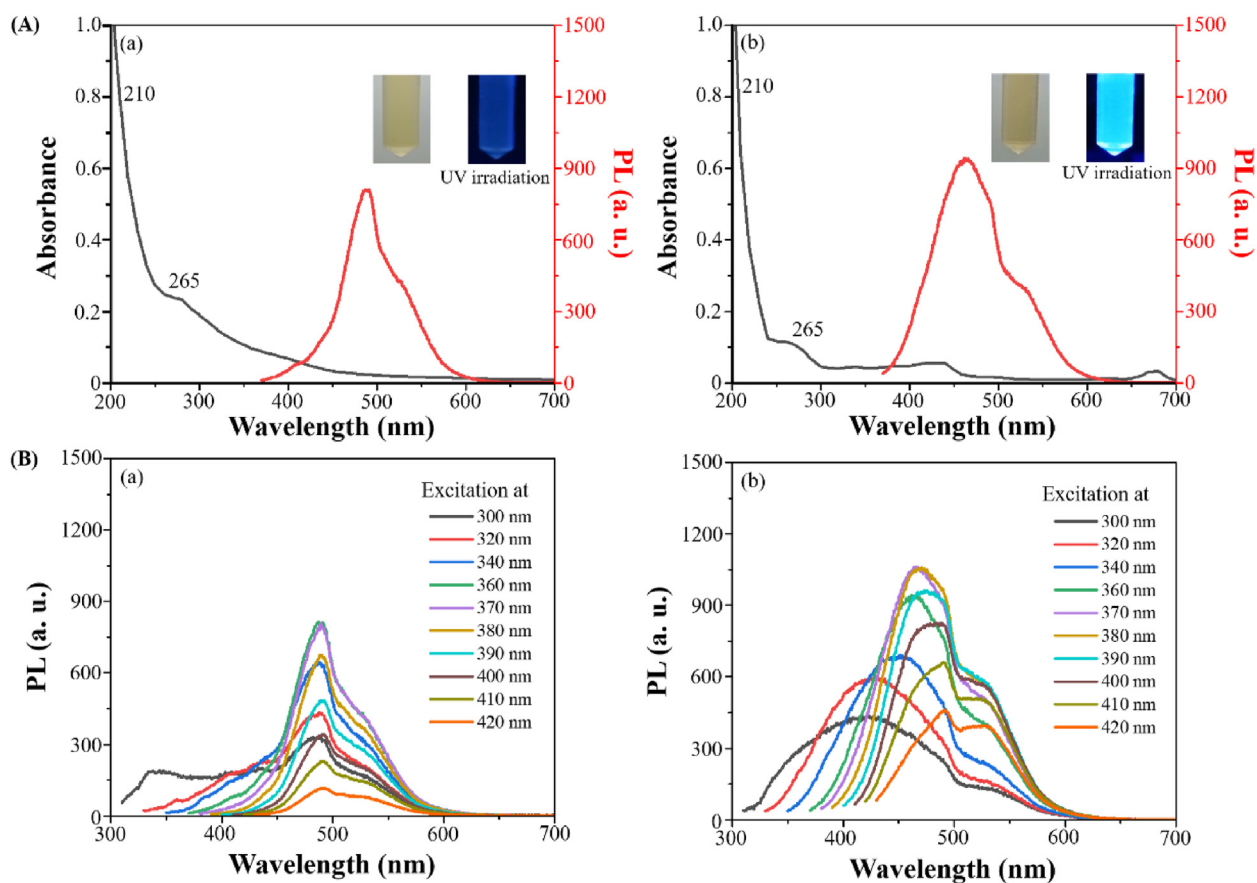 (A)
(a)
210
265
UV irradiation
Absorbance
1.0
0.8
0.6
0.4
0.2
0
PL (a. u.)
1500
1200
900
600
300
0
200 300 400 500 600 700
Wavelength (nm)
(b)
210
265
UV irradiation
Absorbance
1.0
0.8
0.6
0.4
0.2
0
PL (a. u.)
1500
1200
900
600
300
0
200 300 400 500 600 700
Wavelength (nm)
(B)
(a)
PL (a. u.)
1500
1200
900
600
300
0
Excitation at
300 nm
320 nm
340 nm
360 nm
370 nm
380 nm
390 nm
400 nm
410 nm
420 nm
300 400 500 600 700
Wavelength (nm)
(b)
PL (a. u.)
1500
1200
900
600
300
0
Excitation at
300 nm
320 nm
340 nm
360 nm
370 nm
380 nm
390 nm
400 nm
410 nm
420 nm
300 400 500 600 700
Wavelength (nm)